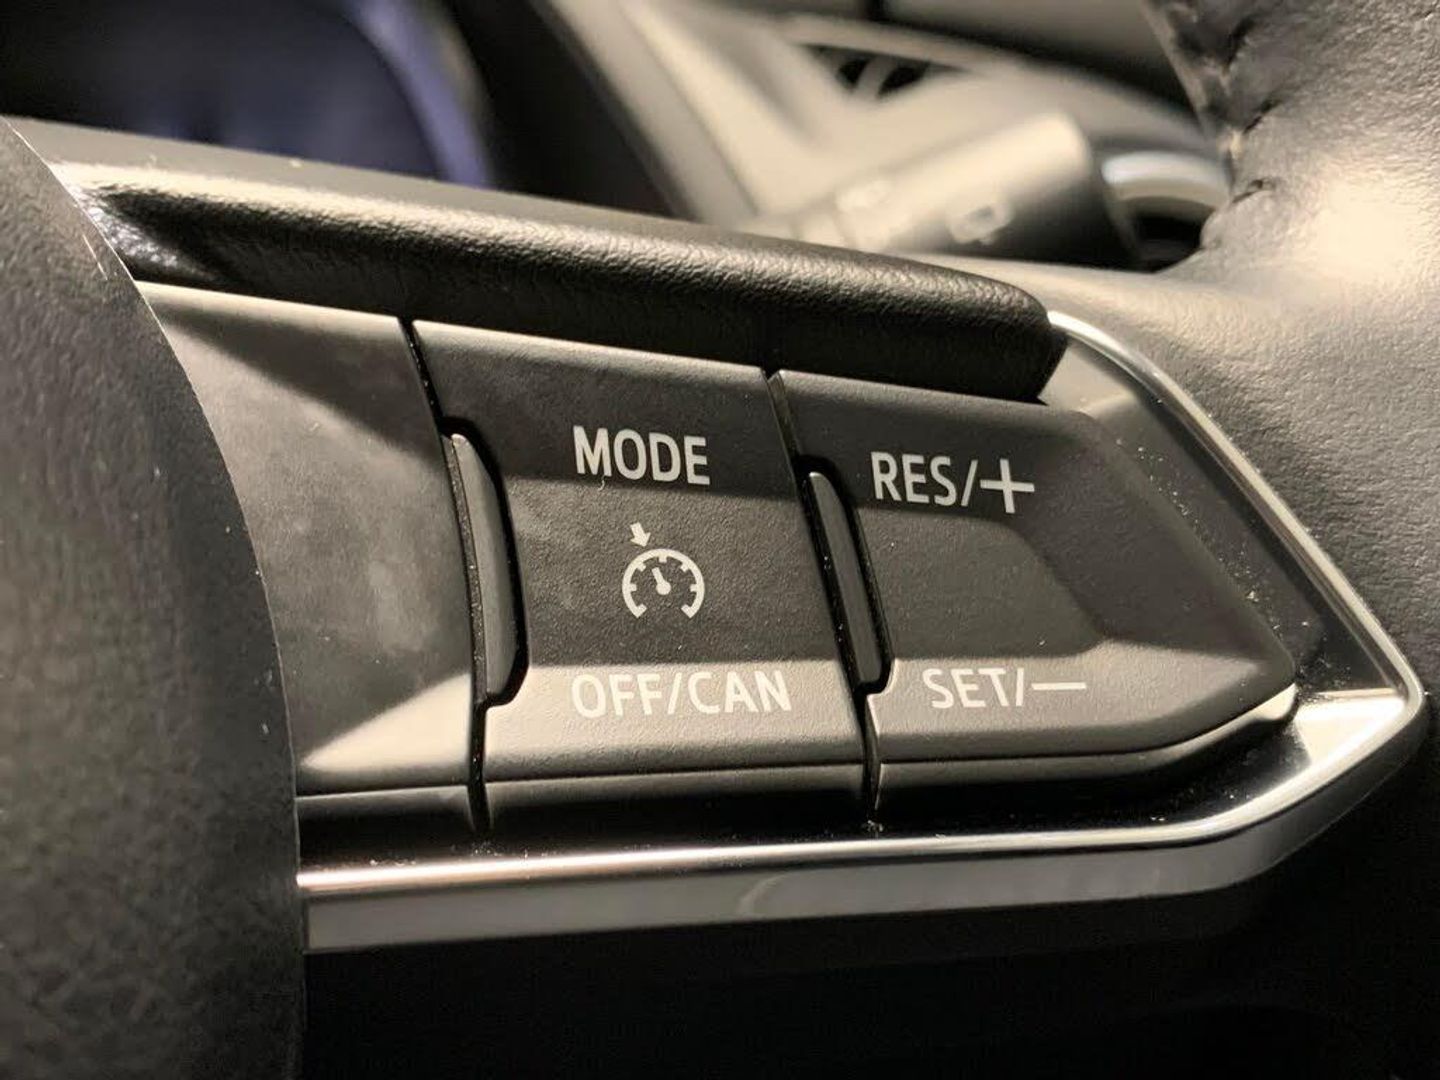 MODE
RES/+
OFF/CAN
SET/—